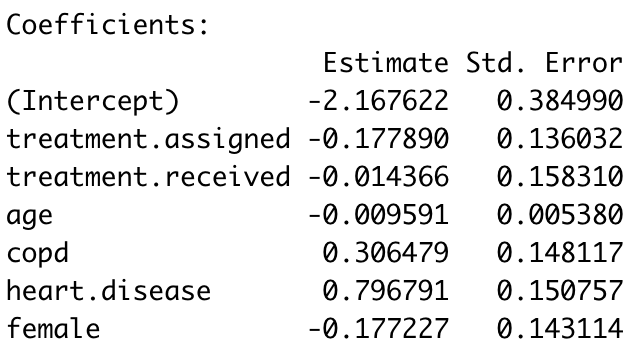 Coefficients:
Estimate Std. Error
(Intercept) -2.167622 0.384990
treatment.assigned -0.177890 0.136032
treatment.received -0.014366 0.158310
age -0.009591 0.005380
copd 0.306479 0.148117
heart.disease 0.796791 0.150757
female -0.177227 0.143114